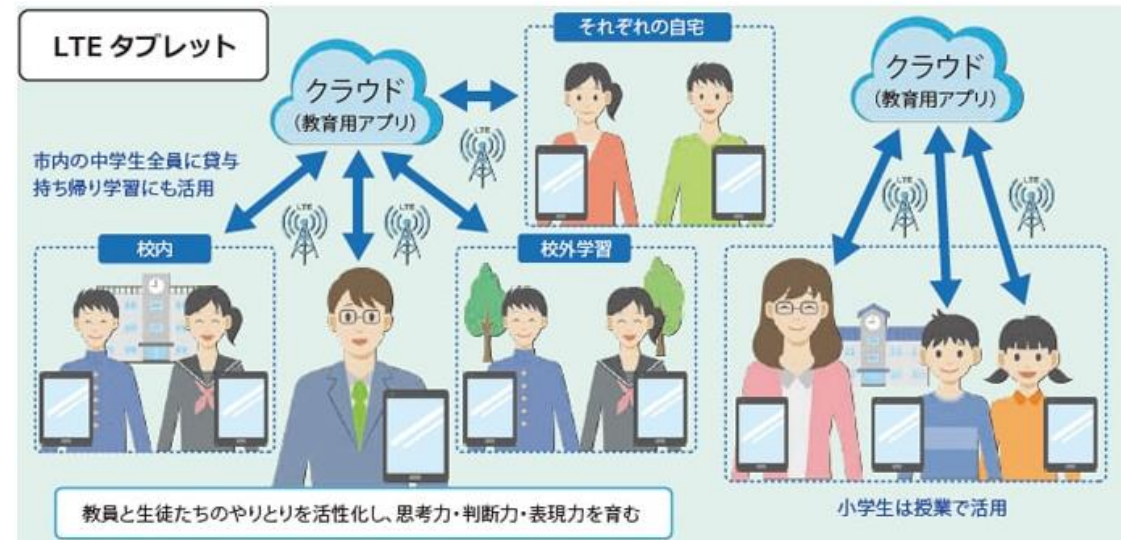 LTE タブレット
クラウド
(教育用アプリ)
それぞれの自宅
クラウド
(教育用アプリ)
市内の中学生全員に貸与
持ち帰り学習にも活用
LTE
LTE
LTE
LTE
LTE
校内
校外学習
教員と生徒たちのやりとりを活性化し、思考力・判断力・表現力を育む
小学生は授業で活用